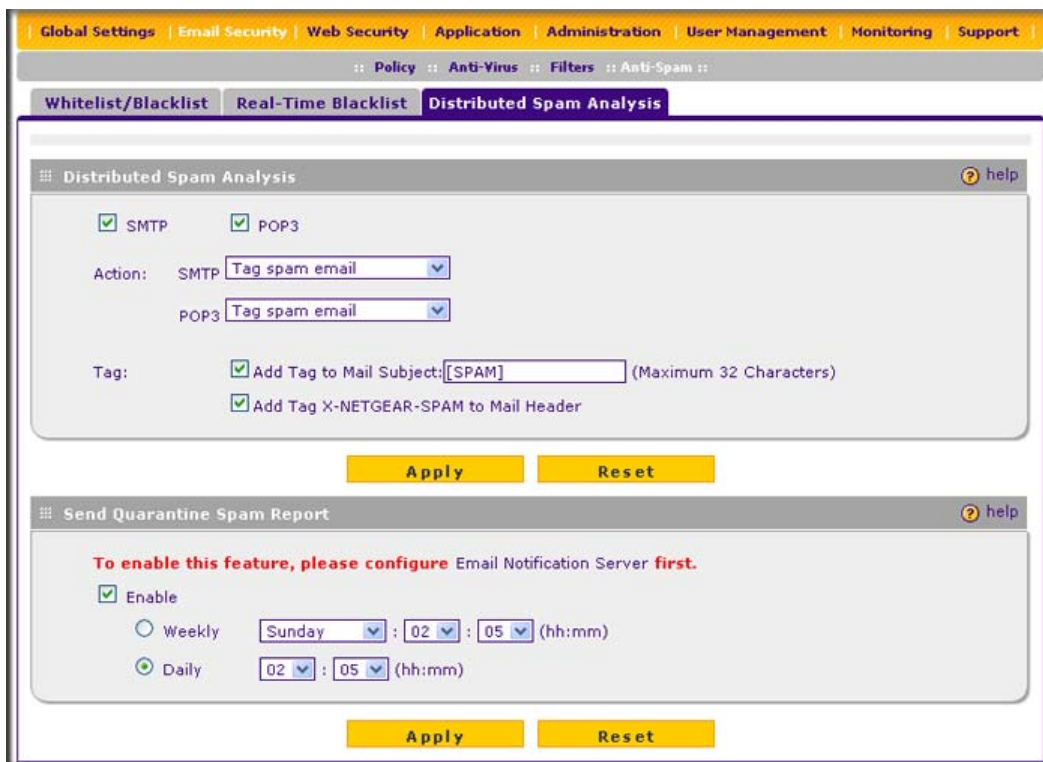 | Global Settings | Email Security | Web Security | Application | Administration | User Management | Monitoring | Support |
:: Policy :: Anti-Virus :: Filters :: Anti-Spam ::
Whitelist/Blacklist Real-Time Blacklist Distributed Spam Analysis
Distributed Spam Analysis ? help
SMTP POP3
Action: SMTP Tag spam email
POP3 Tag spam email
Tag: Add Tag to Mail Subject: [SPAM] (Maximum 32 Characters)
Add Tag X-NETGEAR-SPAM to Mail Header
Apply Reset
Send Quarantine Spam Report ? help
To enable this feature, please configure Email Notification Server first.
Enable
Weekly Sunday : 02 : 05 (hh:mm)
Daily 02 : 05 (hh:mm)
Apply Reset